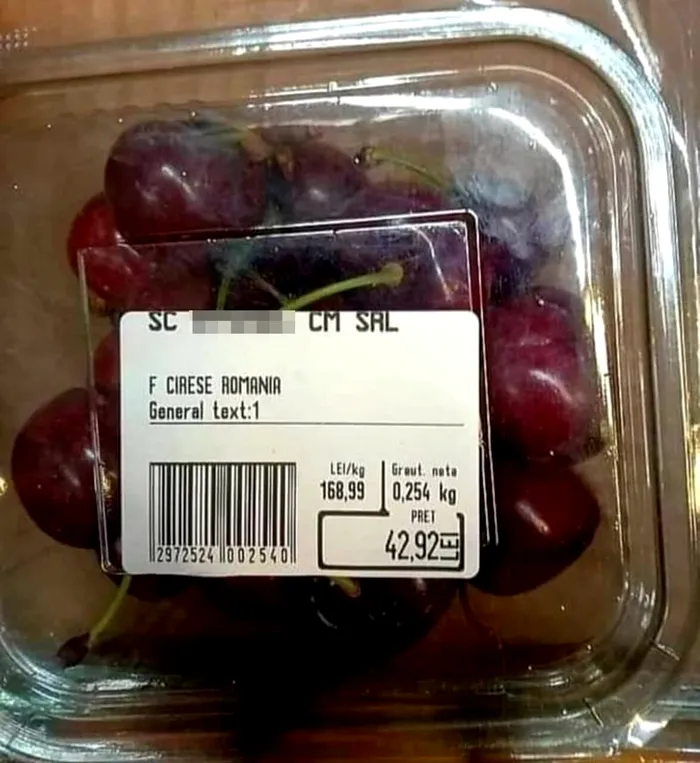 SC CM SRL
F CIRESE ROMANIA
General text:1
LEI/kg Greut. neta
168,99 0,254 kg
PRET
42,92 LEI
2972524 002540